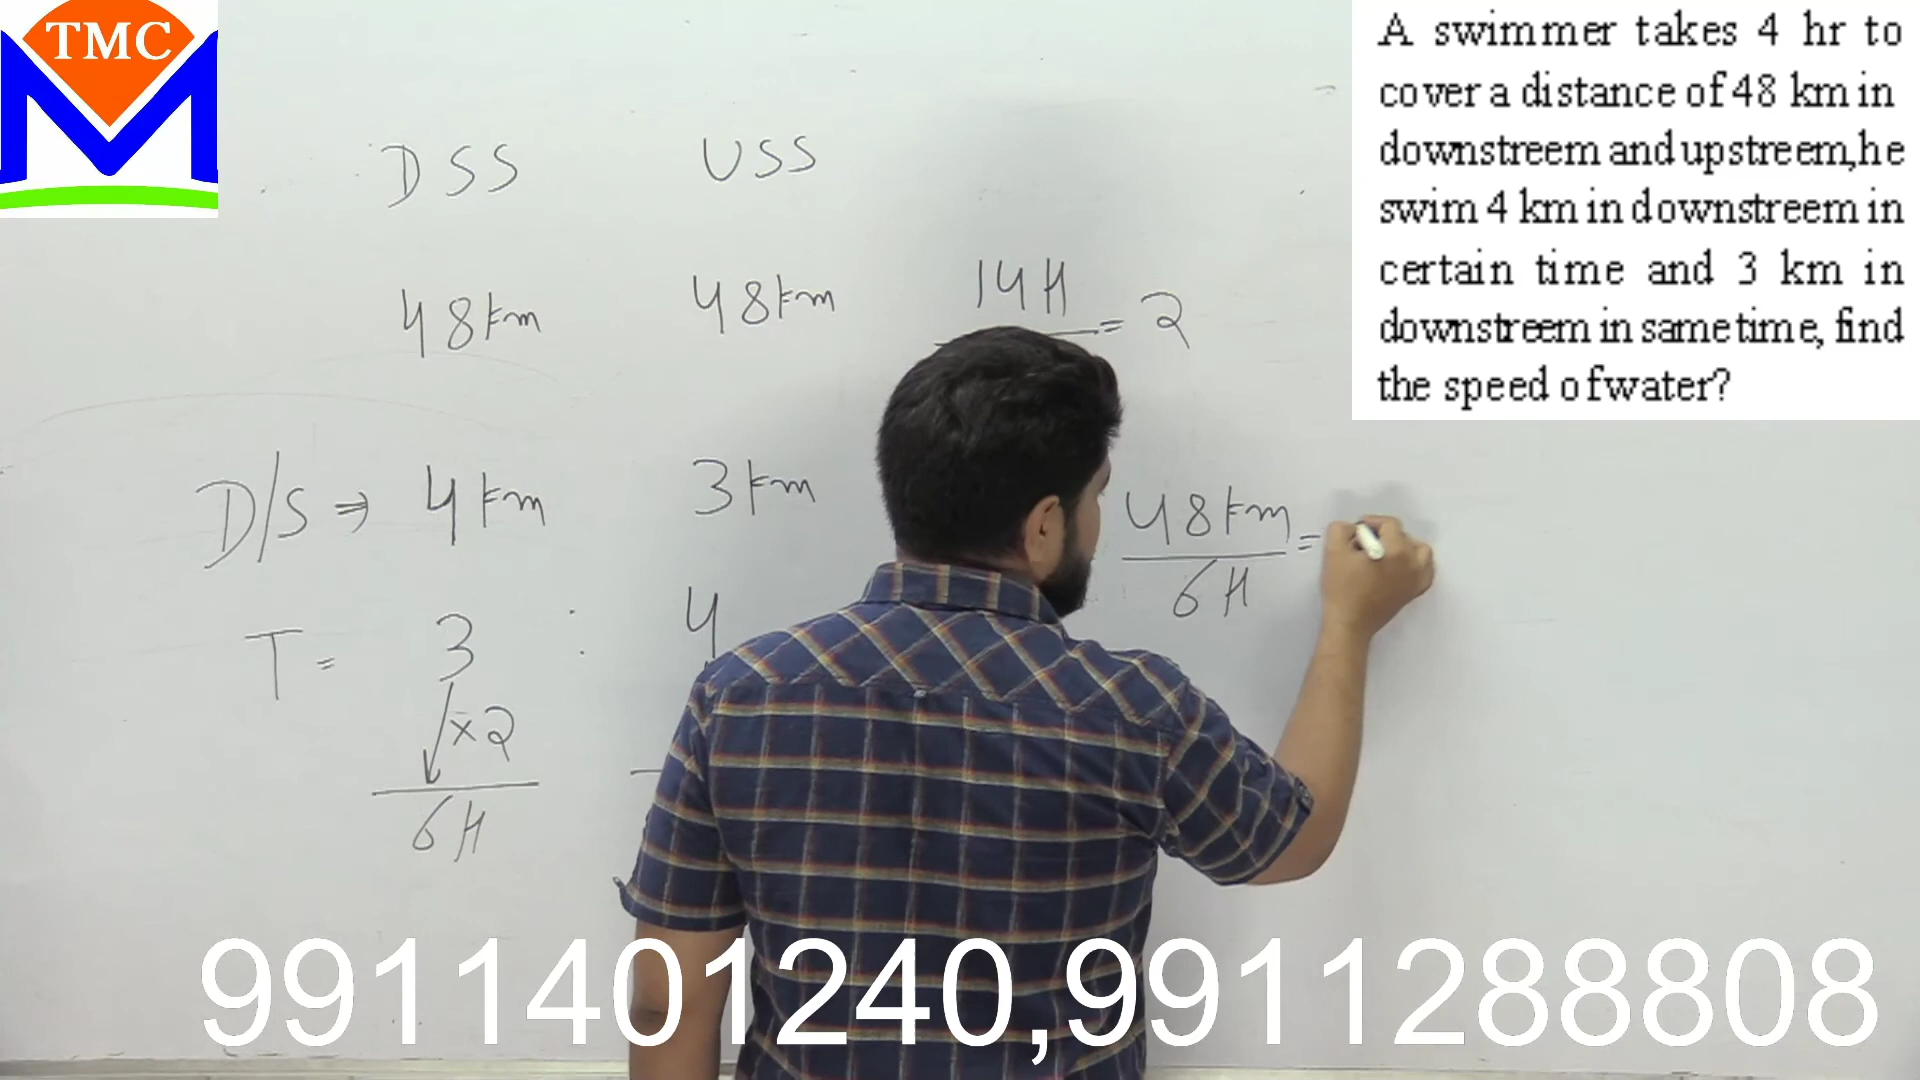 TMC
A swimmer takes 4 hr to
cover a distance of 48 km in
downstreem and upstreem,he
swim 4 km in downstreem in
certain time and 3 km in
downstreem in same time, find
the speed of water?
DSS USS
48km 48km 14H = 2
D/S ⇒ 4km 3km 48km =
6H
T = 3 : 4
×2
6H
9911401240,9911288808